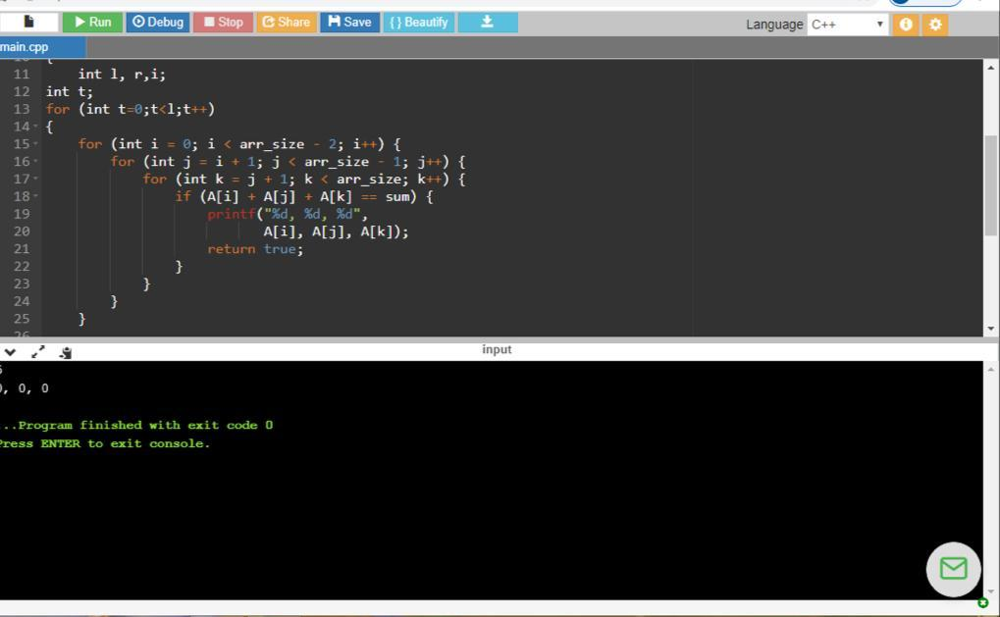 Run Debug Stop Share Save { } Beautify Language C++
main.cpp
11 int l, r,i;
12 int t;
13 for (int t=0;t<l;t++)
14 {
15 for (int i = 0; i < arr_size - 2; i++) {
16 for (int j = i + 1; j < arr_size - 1; j++) {
17 for (int k = j + 1; k < arr_size; k++) {
18 if (A[i] + A[j] + A[k] == sum) {
19 printf("%d, %d, %d",
20 A[i], A[j], A[k]);
21 return true;
22 }
23 }
24 }
25 }
input
, 0, 0
...Program finished with exit code 0
Press ENTER to exit console.